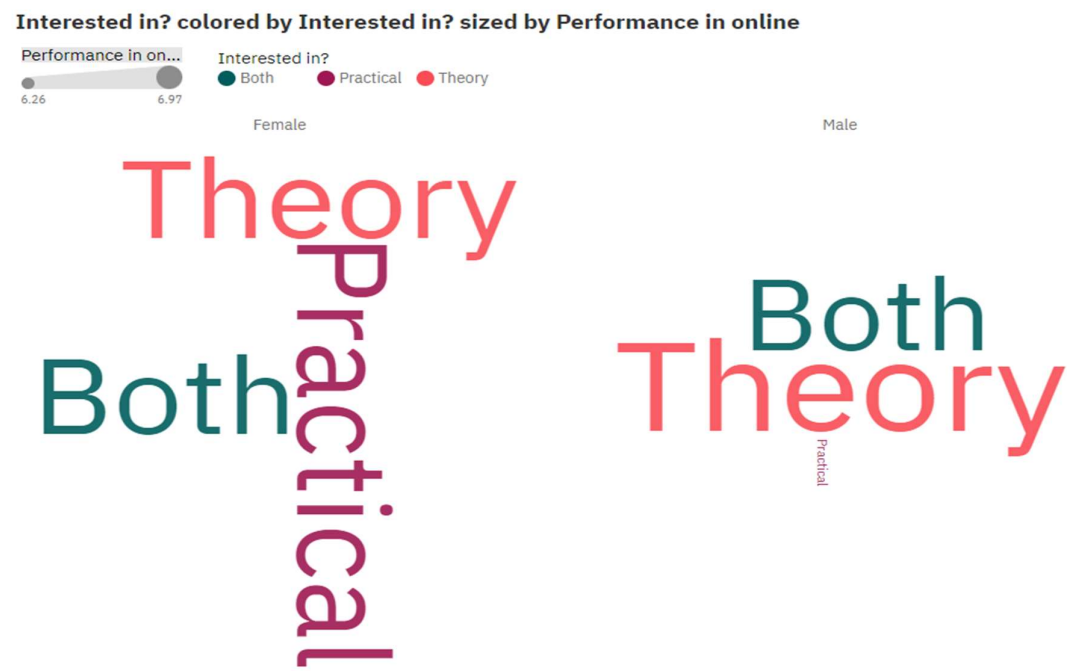 Interested in? colored by Interested in? sized by Performance in online
Performance in on...
6.26 6.97
Interested in?
Both Practical Theory
Female
Male
Theory
Practical
Both
Both
Theory
Practical